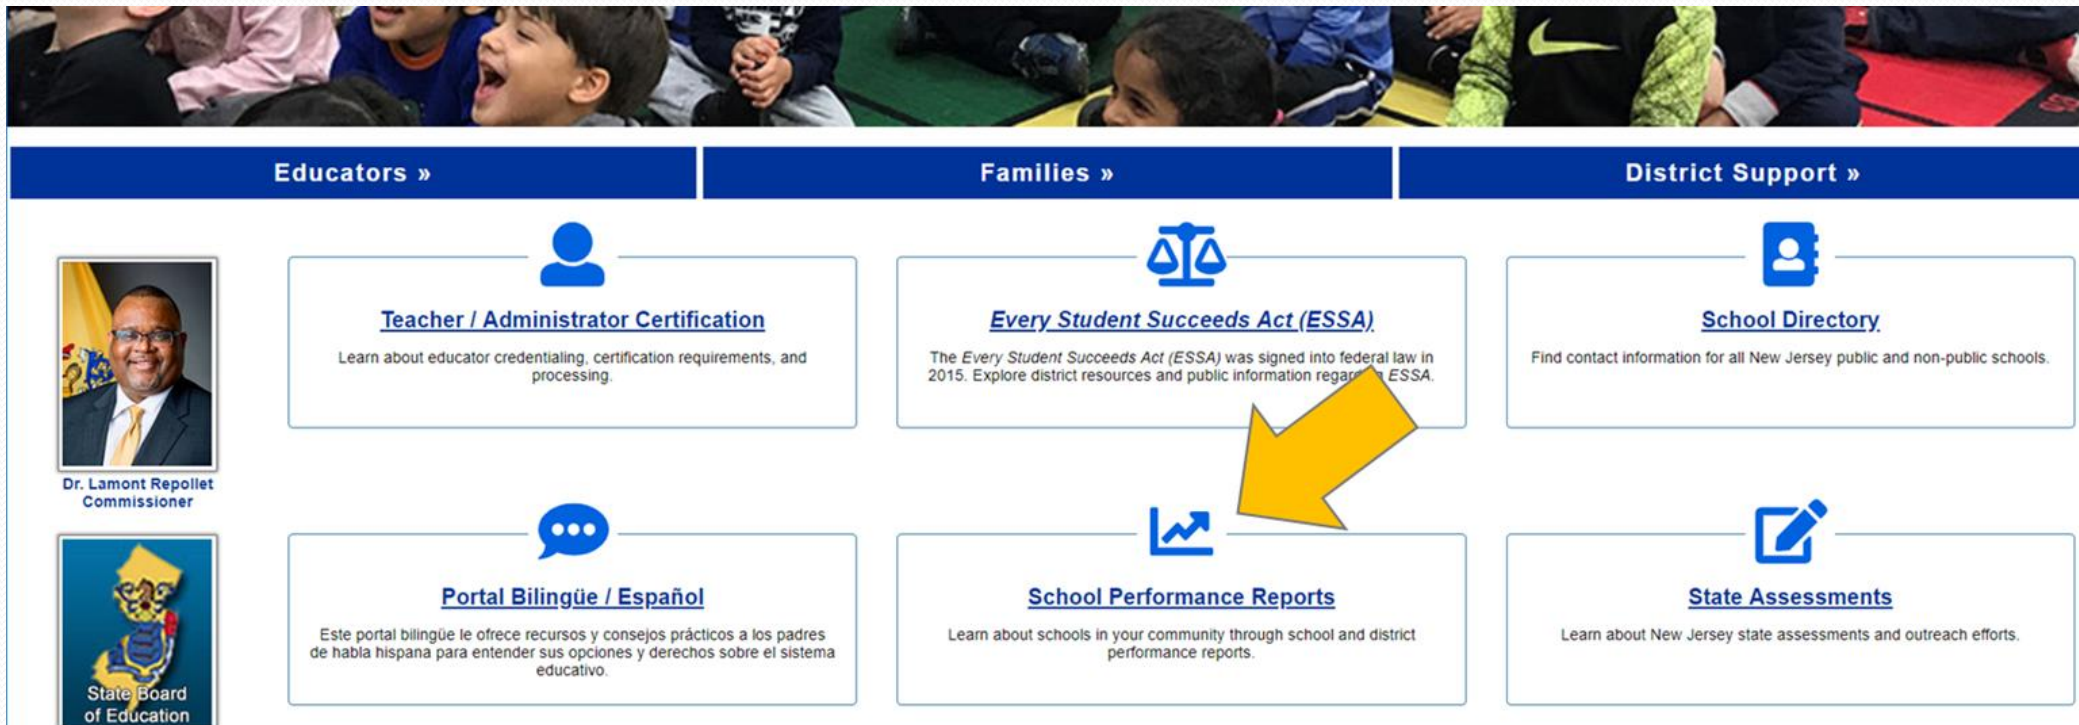 Educators »
Families »
District Support »
Teacher / Administrator Certification
Learn about educator credentialing, certification requirements, and
processing.
Every Student Succeeds Act (ESSA)
The Every Student Succeeds Act (ESSA) was signed into federal law in
2015. Explore district resources and public information ESSA.
School Directory
Find contact information for all New Jersey public and non-public schools.
Dr. Lamont Repollet
Commissioner
Portal Bilingüe / Español
Este portal bilingüe le ofrece recursos y consejos prácticos a los padres
de habla hispana para entender sus opciones y derechos sobre el sistema
educativo.
School Performance Reports
Learn about schools in your community through school and district
performance reports.
State Assessments
Learn about New Jersey state assessments and outreach efforts.
State Board
of Education